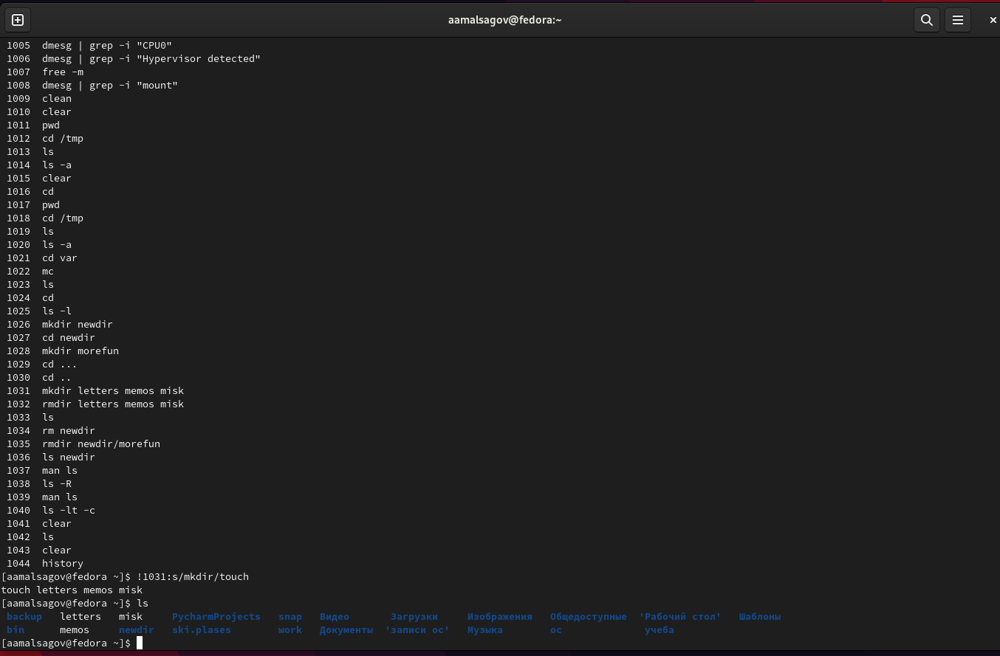 aamalsagov@fedora:~
1005  dmesg | grep -i "CPU0"
1006  dmesg | grep -i "Hypervisor detected"
1007  free -m
1008  dmesg | grep -i "mount"
1009  clean
1010  clear
1011  pwd
1012  cd /tmp
1013  ls
1014  ls -a
1015  clear
1016  cd
1017  pwd
1018  cd /tmp
1019  ls
1020  ls -a
1021  cd var
1022  mc
1023  ls
1024  cd
1025  ls -l
1026  mkdir newdir
1027  cd newdir
1028  mkdir morefun
1029  cd ...
1030  cd ..
1031  mkdir letters memos misk
1032  rmdir letters memos misk
1033  ls
1034  rm newdir
1035  rmdir newdir/morefun
1036  ls newdir
1037  man ls
1038  ls -R
1039  man ls
1040  ls -lt -c
1041  clear
1042  ls
1043  clear
1044  history
[aamalsagov@fedora ~]$ !1031:s/mkdir/touch
touch letters memos misk
[aamalsagov@fedora ~]$ ls
backup   letters   misk     PycharmProjects   snap   Видео       Загрузки     Изображения   Общедоступные  'Рабочий стол'   Шаблоны
bin      memos     newdir   ski.plases        work   Документы  'записи ос'   Музыка        ос              учеба
[aamalsagov@fedora ~]$